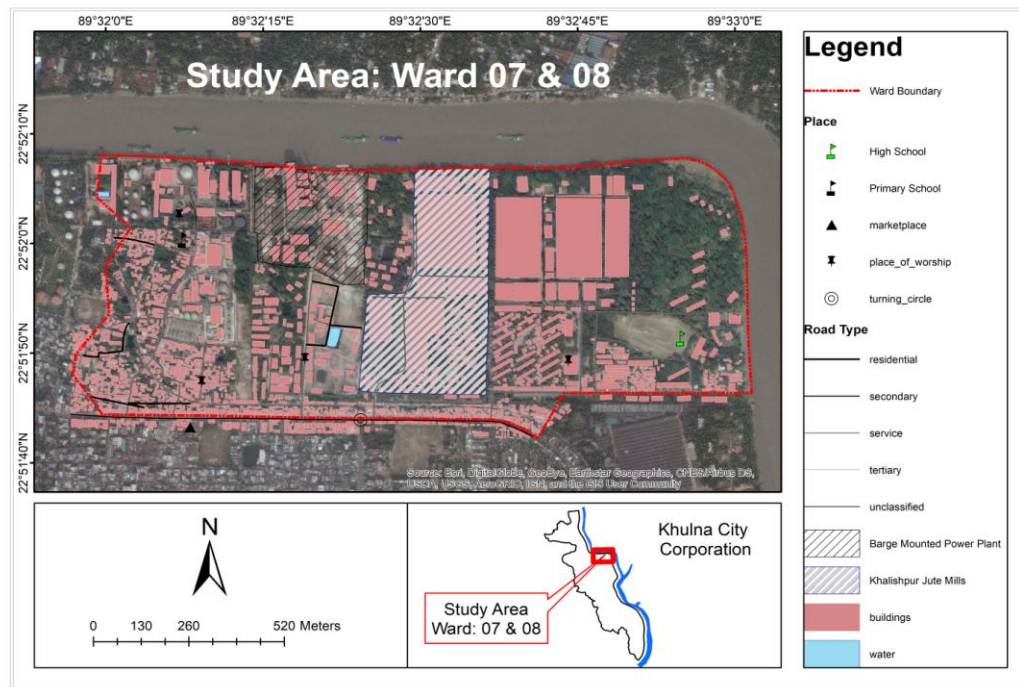 89°32'0"E
89°32'15"E
89°32'30"E
89°32'45"E
89°33'0"E
Study Area: Ward 07 & 08
22°52'10"N
22°52'0"N
22°51'50"N
22°51'40"N
Source: Esri, DigitalGlobe, GeoEye, Earthstar Geographics, CNES/Airbus DS,
USDA, USGS, AeroGRID, IGN, and the GIS User Community
N
0 130 260 520 Meters
Khulna City
Corporation
Study Area
Ward: 07 & 08
Legend
Ward Boundary
Place
High School
Primary School
marketplace
place_of_worship
turning_circle
Road Type
residential
secondary
service
tertiary
unclassified
Barge Mounted Power Plant
Khalishpur Jute Mills
buildings
water